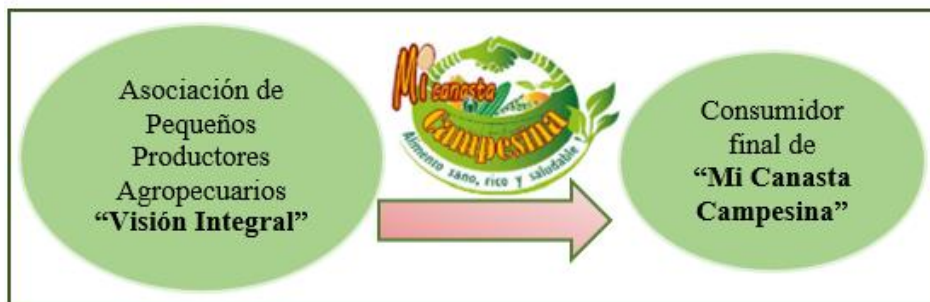 Asociación de
Pequeños
Productores
Agropecuarios
“Visión Integral”
Mi canasta
campesina
Alimento sano, rico y saludable !
Consumidor
final de
“Mi Canasta
Campesina”